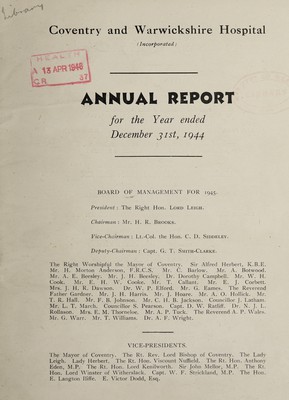 Library
Coventry and Warwickshire Hospital
(Incorporated)
HEALTH
A 13 APR 1946
CR 87
ANNUAL REPORT
for the Year ended
December 31st, 1944
BOARD OF MANAGEMENT FOR 1945.
President: The Right Hon. LORD LEIGH.
Chairman: Mr. H. R. BROOKS.
Vice-Chairman: Lt.-Col. the Hon. C. D. SIDDELEY.
Deputy-Chairman: Capt. G. T. SMITH-CLARKE.
The Right Worshipful the Mayor of Coventry. Sir Alfred Herbert, K.B.E.
Mr. H. Morton Anderson, F.R.C.S. Mr. C. Barlow. Mr. A. Borwood.
Mr. A. E. Beesley. Mr. J. H. Beesley. Dr. Dorothy Campbell. Mr. W. H.
Cook. Mr. E. H. W. Cooke. Mr. T. Callant. Mr. E. J. Corbett.
Mrs. J. H. R. Dawson. Dr. W. P. Elford. Mr. G. Eames. The Reverend
Father Gardner. Mr. J. H. Harris. Mr. J. Hoare. Mr. A. O. Hollick. Mr.
T. R. Hall. Mr. F. B. Johnson. Mr. C. H. B. Jackson. Councillor J. Latham.
Mr. L. T. March. Councillor S. Pearson. Capt. D. W. Ratliff. Dr. N. J. L.
Rollason. Mrs. E. M. Thorneloe. Mr. A. P. Tuck. The Reverend A. P. Wales.
Mr. G. Ware. Mr. T. Williams. Dr. A. F. Wright.
VICE-PRESIDENTS.
The Mayor of Coventry. The Rt. Rev. Lord Bishop of Coventry. The Lady
Leigh. Lady Herbert. The Rt. Hon. Viscount Nuffield. The Rt. Hon. Anthony
Eden, M.P. The Rt. Hon. Lord Kenilworth. Sir John Mellor, M.P. The Rt.
Hon. Lord Winster of Witherslack. Capt. W. F. Strickland, M.P. The Hon.
R. Langton Iliffe. E. Victor Dodd, Esq.